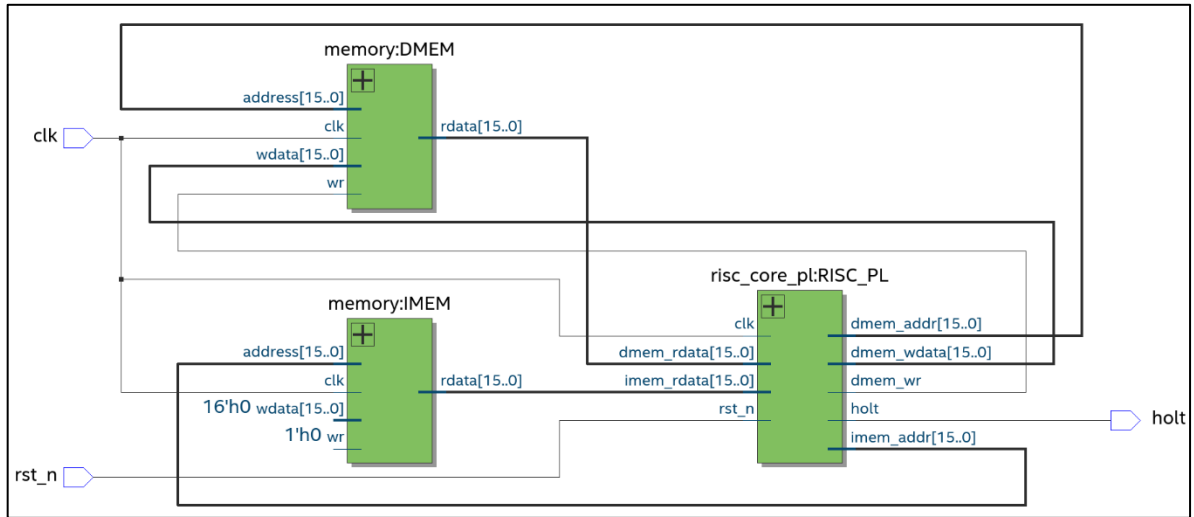 memory:DMEM
address[15..0]
clk
clk
rdata[15..0]
wdata[15..0]
wr
risc_core_pl:RISC_PL
memory:IMEM
clk
dmem_addr[15..0]
address[15..0]
dmem_rdata[15..0]
dmem_wdata[15..0]
clk
rdata[15..0]
imem_rdata[15..0]
dmem_wr
16'h0 wdata[15..0]
rst_n
holt
holt
1'h0 wr
imem_addr[15..0]
rst_n